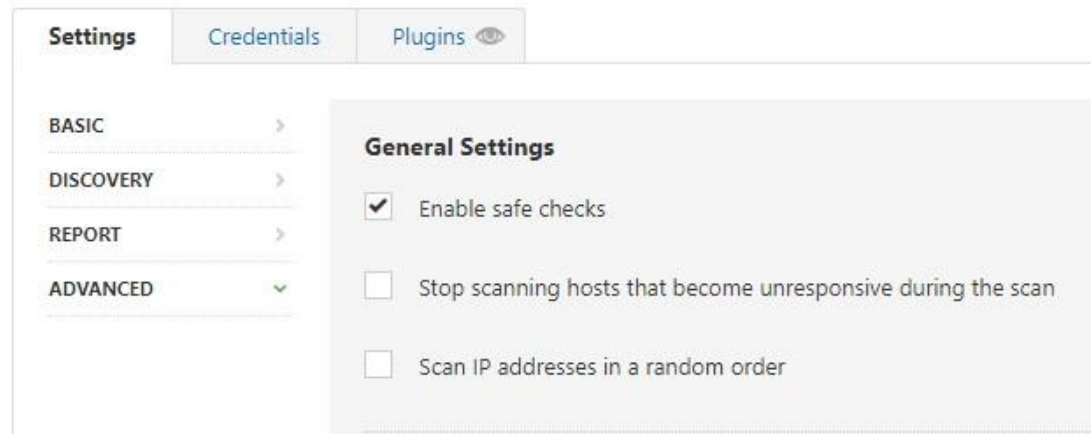 Settings
Credentials
Plugins
BASIC
DISCOVERY
REPORT
ADVANCED
General Settings
Enable safe checks
Stop scanning hosts that become unresponsive during the scan
Scan IP addresses in a random order